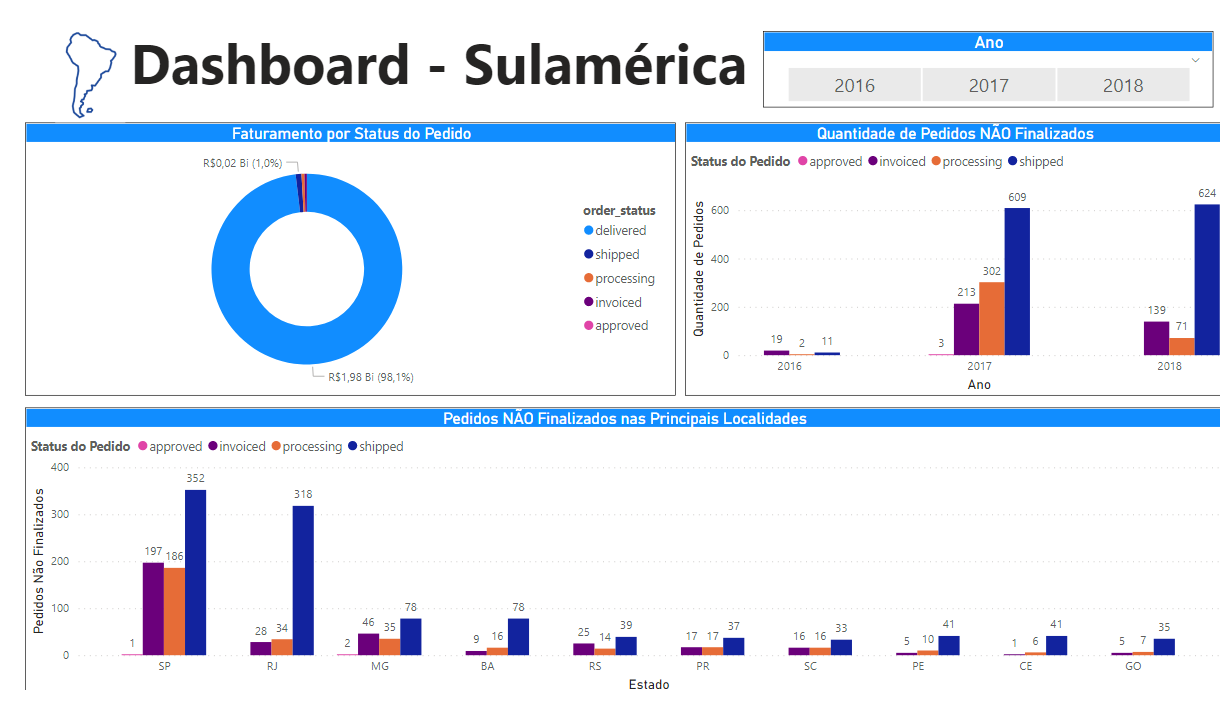 Dashboard - Sulamérica
Ano
2016 2017 2018
Faturamento por Status do Pedido
R$0,02 Bi (1,0%)
R$1,98 Bi (98,1%)
order_status
delivered
shipped
processing
invoiced
approved
Quantidade de Pedidos NÃO Finalizados
Status do Pedido approved invoiced processing shipped
Quantidade de Pedidos
600
400
200
0
19 2 11
3 213 302 609
139 71 624
2016 2017 2018
Ano
Pedidos NÃO Finalizados nas Principais Localidades
Status do Pedido approved invoiced processing shipped
Pedidos Não Finalizados
400
300
200
100
0
1 197 186 352
28 34 318
2 46 35 78
9 16 78
25 14 39
17 17 37
16 16 33
5 10 41
1 6 41
5 7 35
SP RJ MG BA RS PR SC PE CE GO
Estado